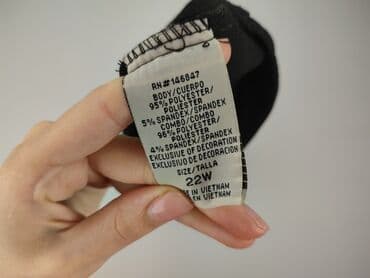 RN# 146847
BODY/CUERPO
95% POLYESTER/
POLIESTER
5% SPANDEX/SPANDEX
COMBO/COMBO
96% POLYESTER/
POLIESTER
4% SPANDEX/SPANDEX
EXCLUSIVE OF DECORATION
EXCLUSIVO DE DECORACION
SIZE/TALLA
22W
IN VIETNAM
EN VIETNAM